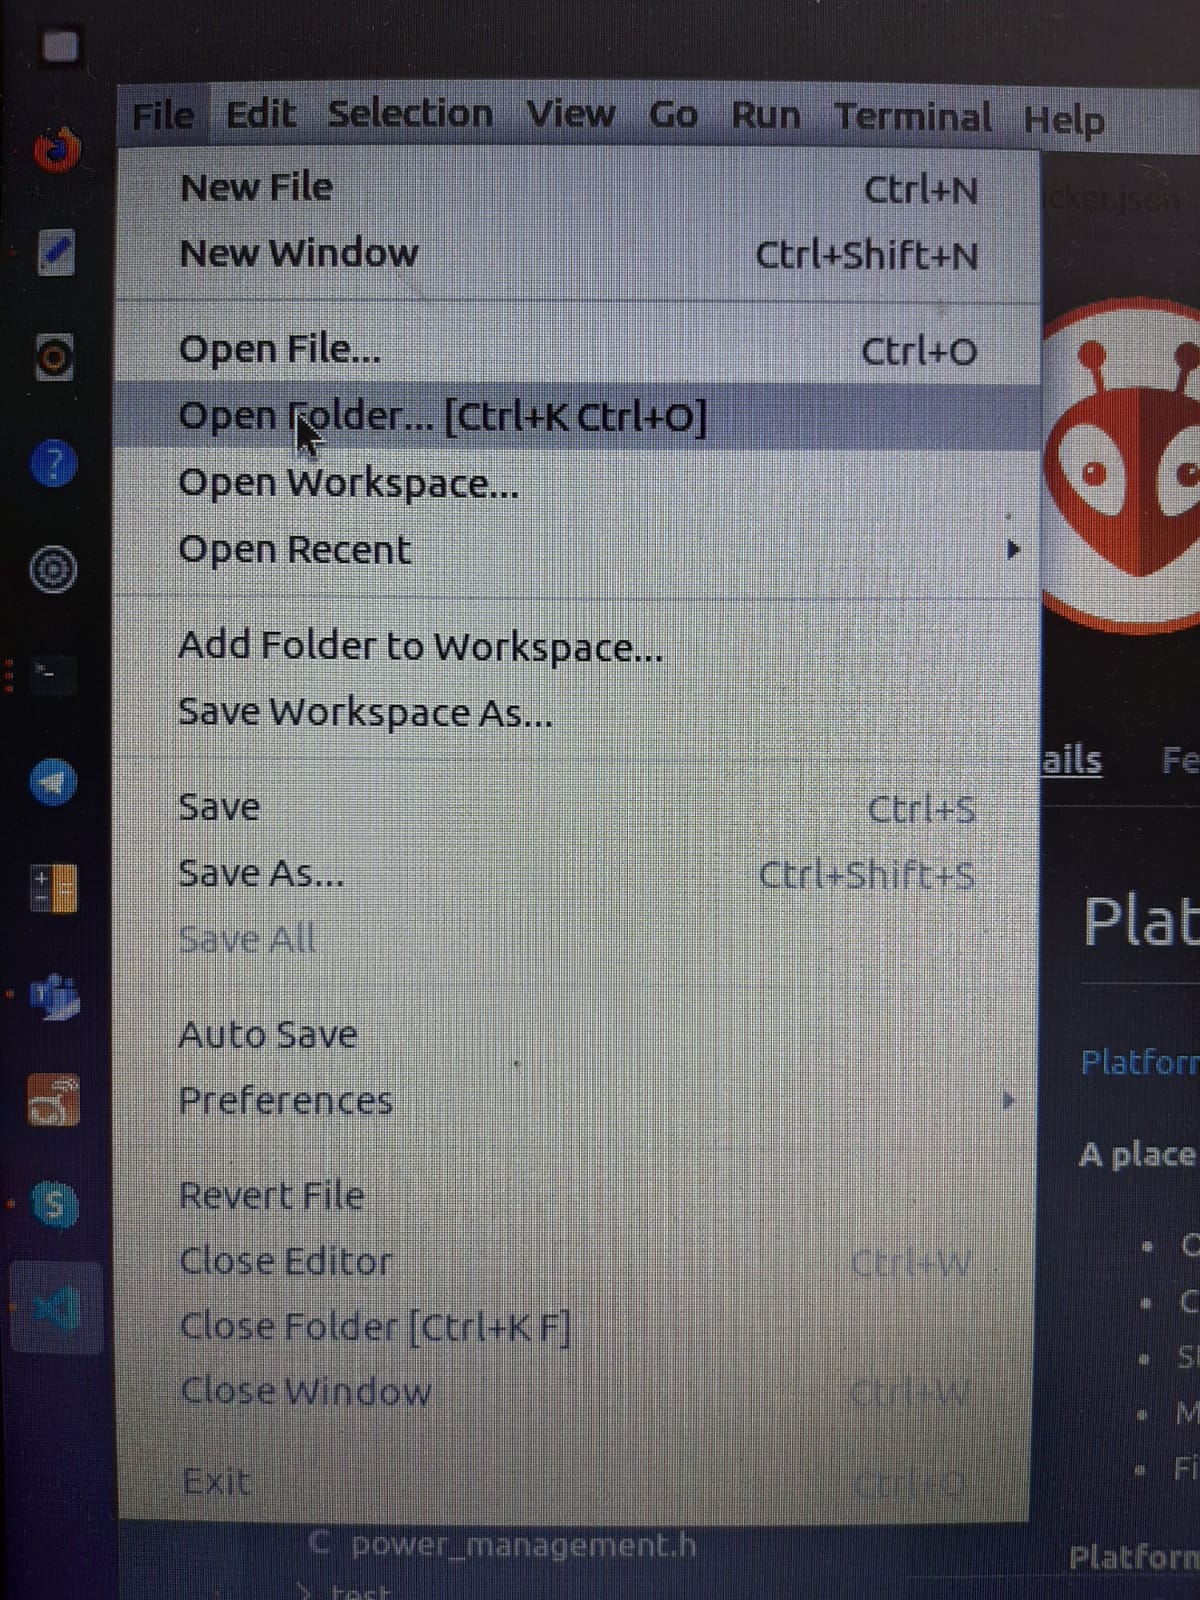 File Edit Selection View Go Run Terminal Help
New File Ctrl+N
New Window Ctrl+Shift+N
Open File... Ctrl+O
Open Folder... [Ctrl+K Ctrl+O]
Open Workspace...
Open Recent
Add Folder to Workspace...
Save Workspace As...
Save Ctrl+S
Save As... Ctrl+Shift+S
Save All
Auto Save
Preferences
Revert File
Close Editor Ctrl+W
Close Folder [Ctrl+K F]
Close Window Ctrl+W
Exit Ctrl+Q
C power_management.h
test
cker.json
ails Fe
Plat
Platforr
A place
C
C
M
Fi
Platform